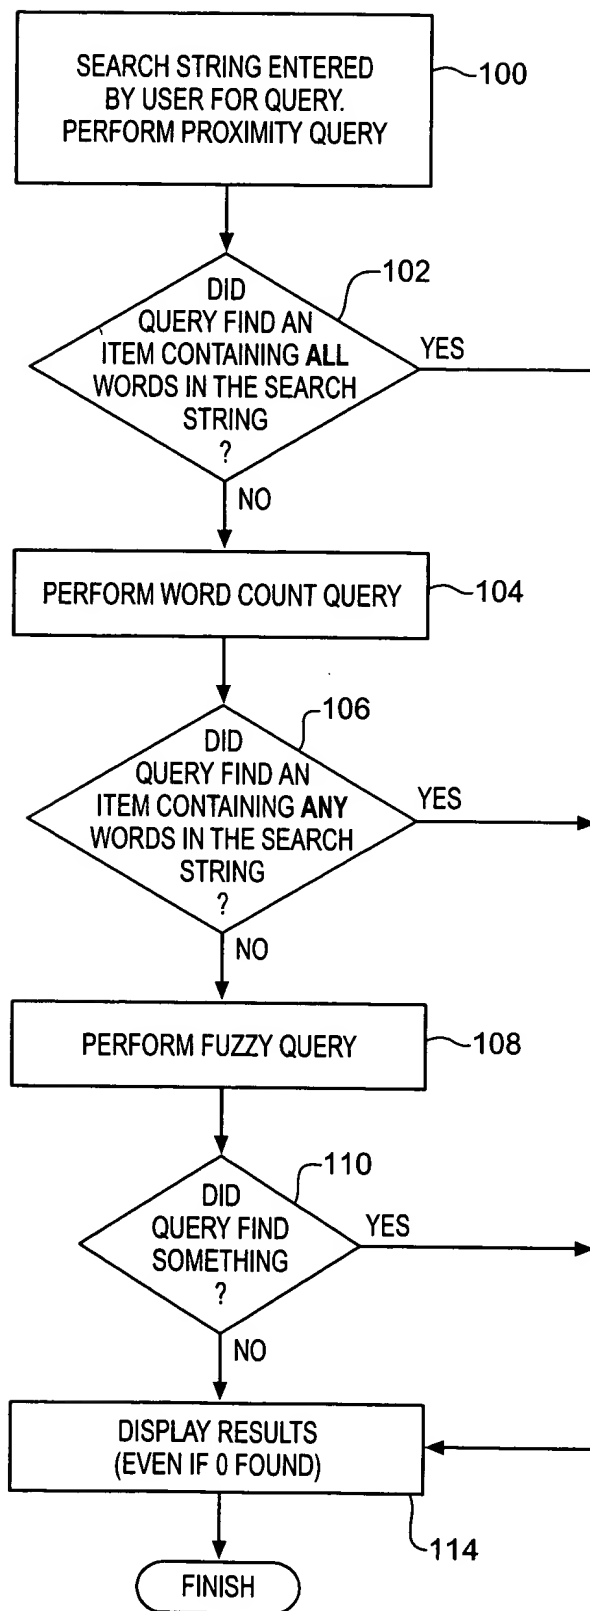 SEARCH STRING ENTERED
BY USER FOR QUERY.
PERFORM PROXIMITY QUERY
100
102
DID
QUERY FIND AN
ITEM CONTAINING ALL
WORDS IN THE SEARCH
STRING
?
YES
NO
PERFORM WORD COUNT QUERY
104
106
DID
QUERY FIND AN
ITEM CONTAINING ANY
WORDS IN THE SEARCH
STRING
?
YES
NO
PERFORM FUZZY QUERY
108
110
DID
QUERY FIND
SOMETHING
?
YES
NO
DISPLAY RESULTS
(EVEN IF 0 FOUND)
114
FINISH